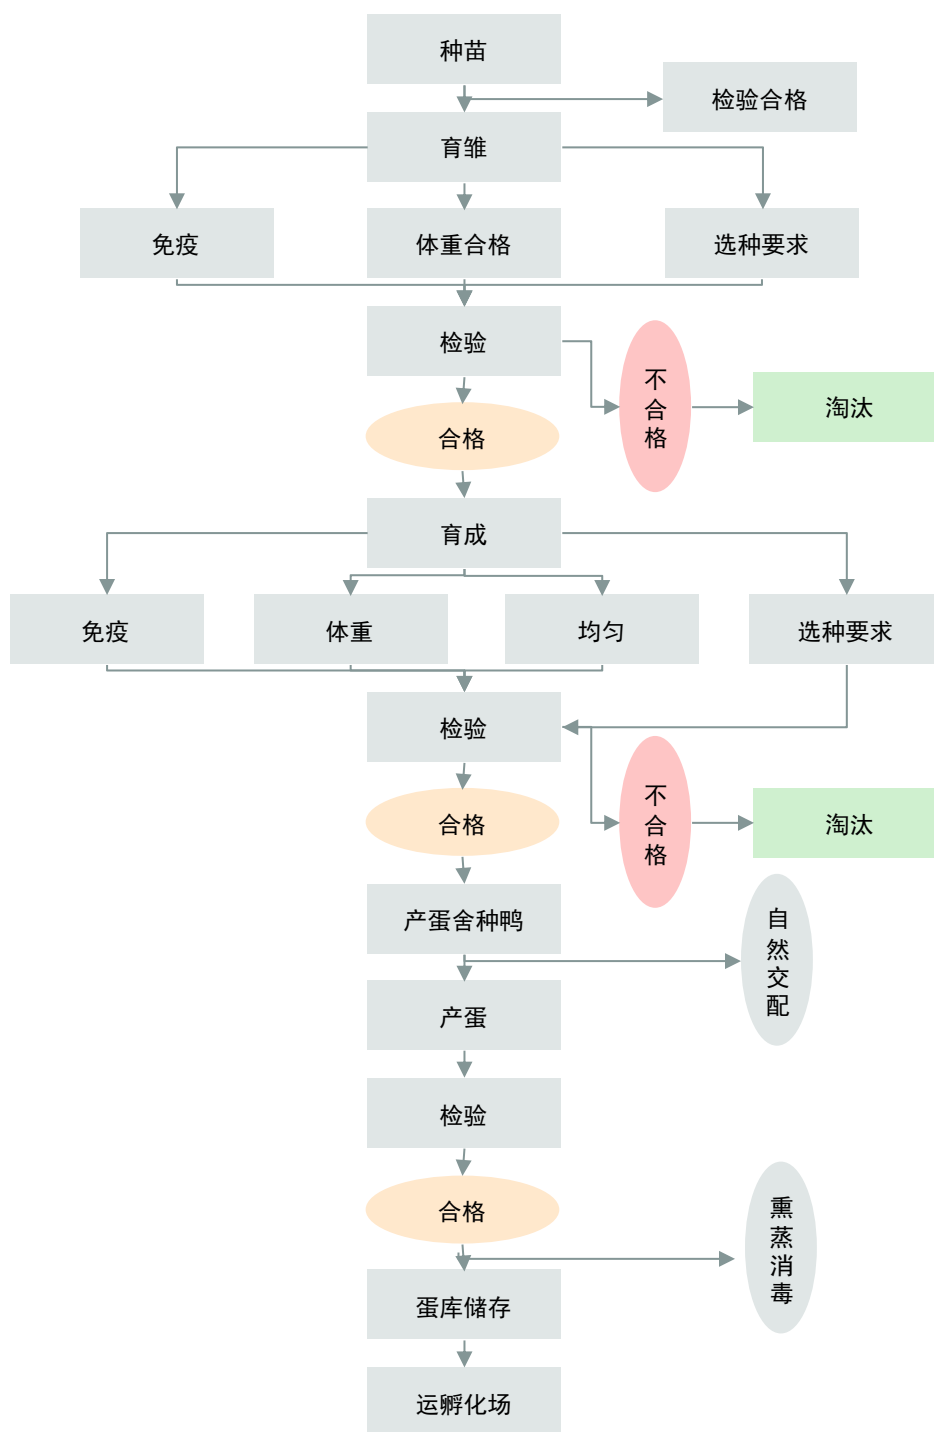 种苗
检验合格
育雏
免疫
体重合格
选种要求
检验
不合格
淘汰
合格
育成
免疫
体重
均匀
选种要求
检验
不合格
淘汰
合格
产蛋舍种鸭
自然交配
产蛋
检验
合格
熏蒸消毒
蛋库储存
运孵化场